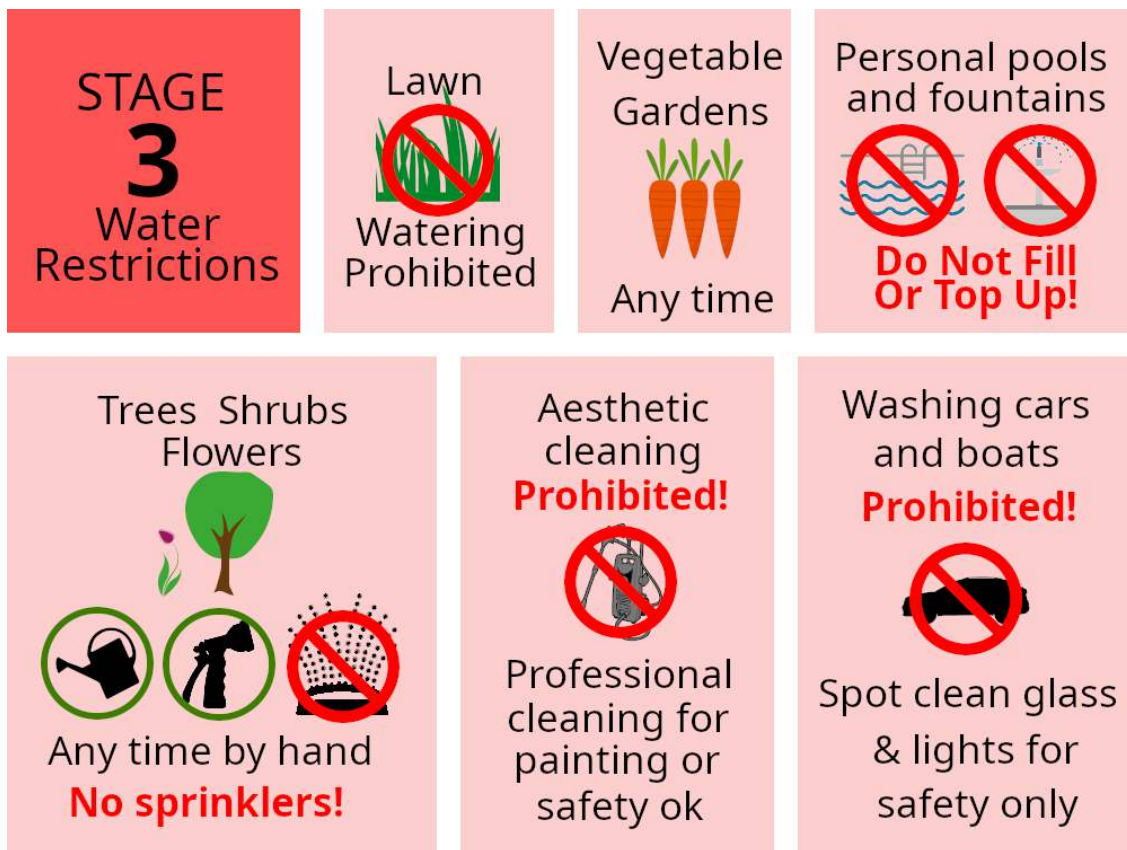 STAGE
3
Water
Restrictions
Lawn
Watering
Prohibited
Vegetable
Gardens
Any time
Personal pools
and fountains
Do Not Fill
Or Top Up!
Trees Shrubs
Flowers
Any time by hand
No sprinklers!
Aesthetic
cleaning
Prohibited!
Professional
cleaning for
painting or
safety ok
Washing cars
and boats
Prohibited!
Spot clean glass
& lights for
safety only